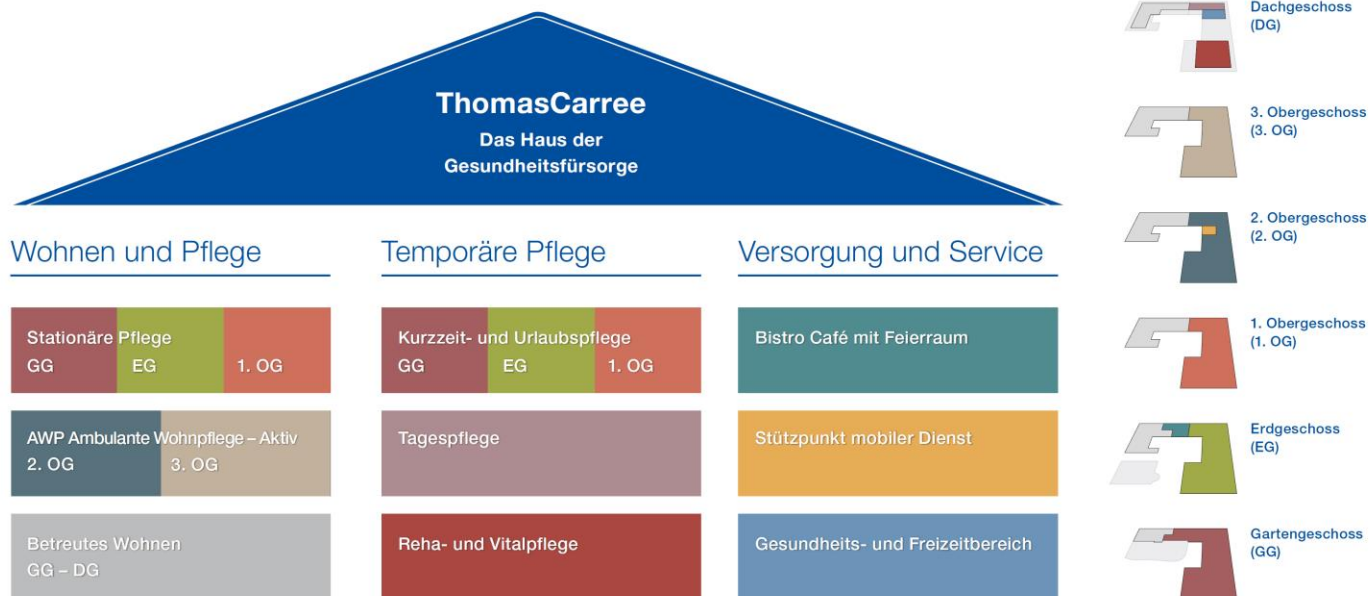 ThomasCarree
Das Haus der
Gesundheitsfürsorge
Wohnen und Pflege
Stationäre Pflege
GG EG 1. OG
AWP Ambulante Wohnpflege – Aktiv
2. OG 3. OG
Betreutes Wohnen
GG – DG
Temporäre Pflege
Kurzzeit- und Urlaubspflege
GG EG 1. OG
Tagespflege
Reha- und Vitalpflege
Versorgung und Service
Bistro Café mit Feierraum
Stützpunkt mobiler Dienst
Gesundheits- und Freizeitbereich
Dachgeschoss
(DG)
3. Obergeschoss
(3. OG)
2. Obergeschoss
(2. OG)
1. Obergeschoss
(1. OG)
Erdgeschoss
(EG)
Gartengeschoss
(GG)